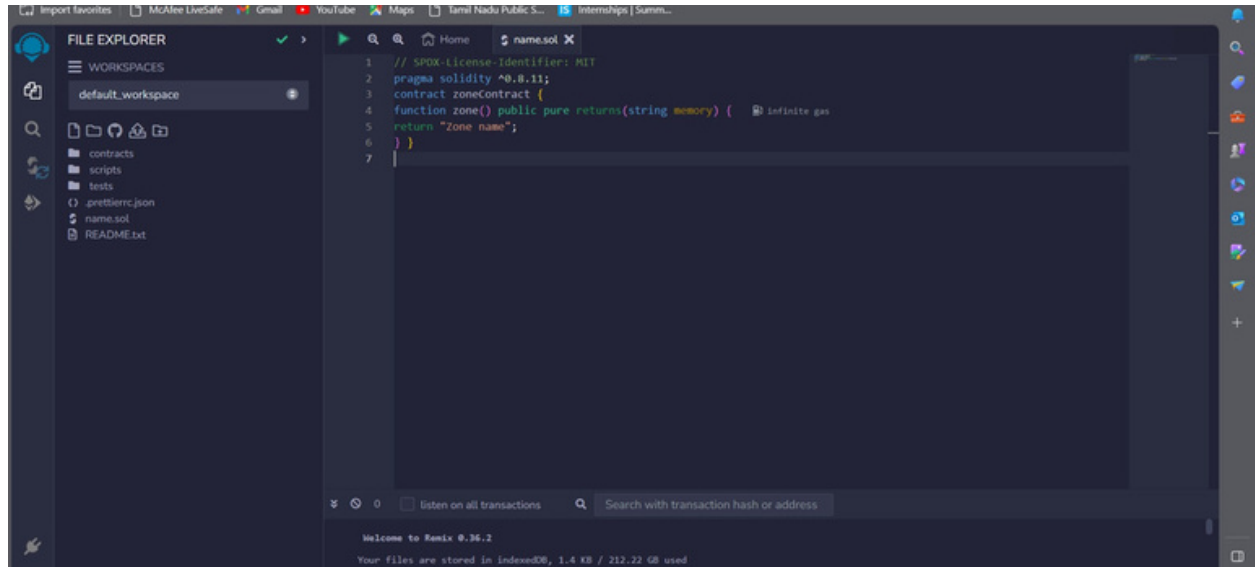 Import favorites McAfee LiveSafe Gmail YouTube Maps Tamil Nadu Public S... IS Internships | Summ...
FILE EXPLORER
WORKSPACES
default_workspace
contracts
scripts
tests
{} .prettierrc.json
name.sol
README.txt
Home name.sol
1 // SPDX-License-Identifier: MIT
2 pragma solidity ^0.8.11;
3 contract zoneContract {
4 function zone() public pure returns(string memory) { infinite gas
5 return "Zone name";
6 } }
7
0 listen on all transactions Search with transaction hash or address
Welcome to Remix 0.36.2
Your files are stored in indexedDB, 1.4 KB / 212.22 GB used